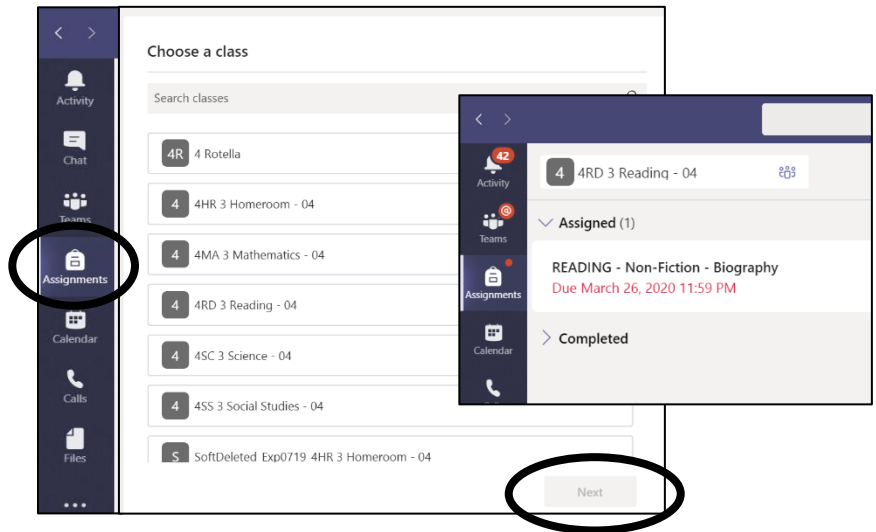 Activity
Chat
Teams
Assignments
Calendar
Calls
Files
Choose a class
Search classes
4R 4 Rotella
4 4HR 3 Homeroom - 04
4 4MA 3 Mathematics - 04
4 4RD 3 Reading - 04
4 4SC 3 Science - 04
4 4SS 3 Social Studies - 04
S SoftDeleted Exp0719 4HR 3 Homeroom - 04
Next
42
Activity
@
Teams
Assignments
Calendar
4 4RD 3 Reading - 04
Assigned (1)
READING - Non-Fiction - Biography
Due March 26, 2020 11:59 PM
Completed